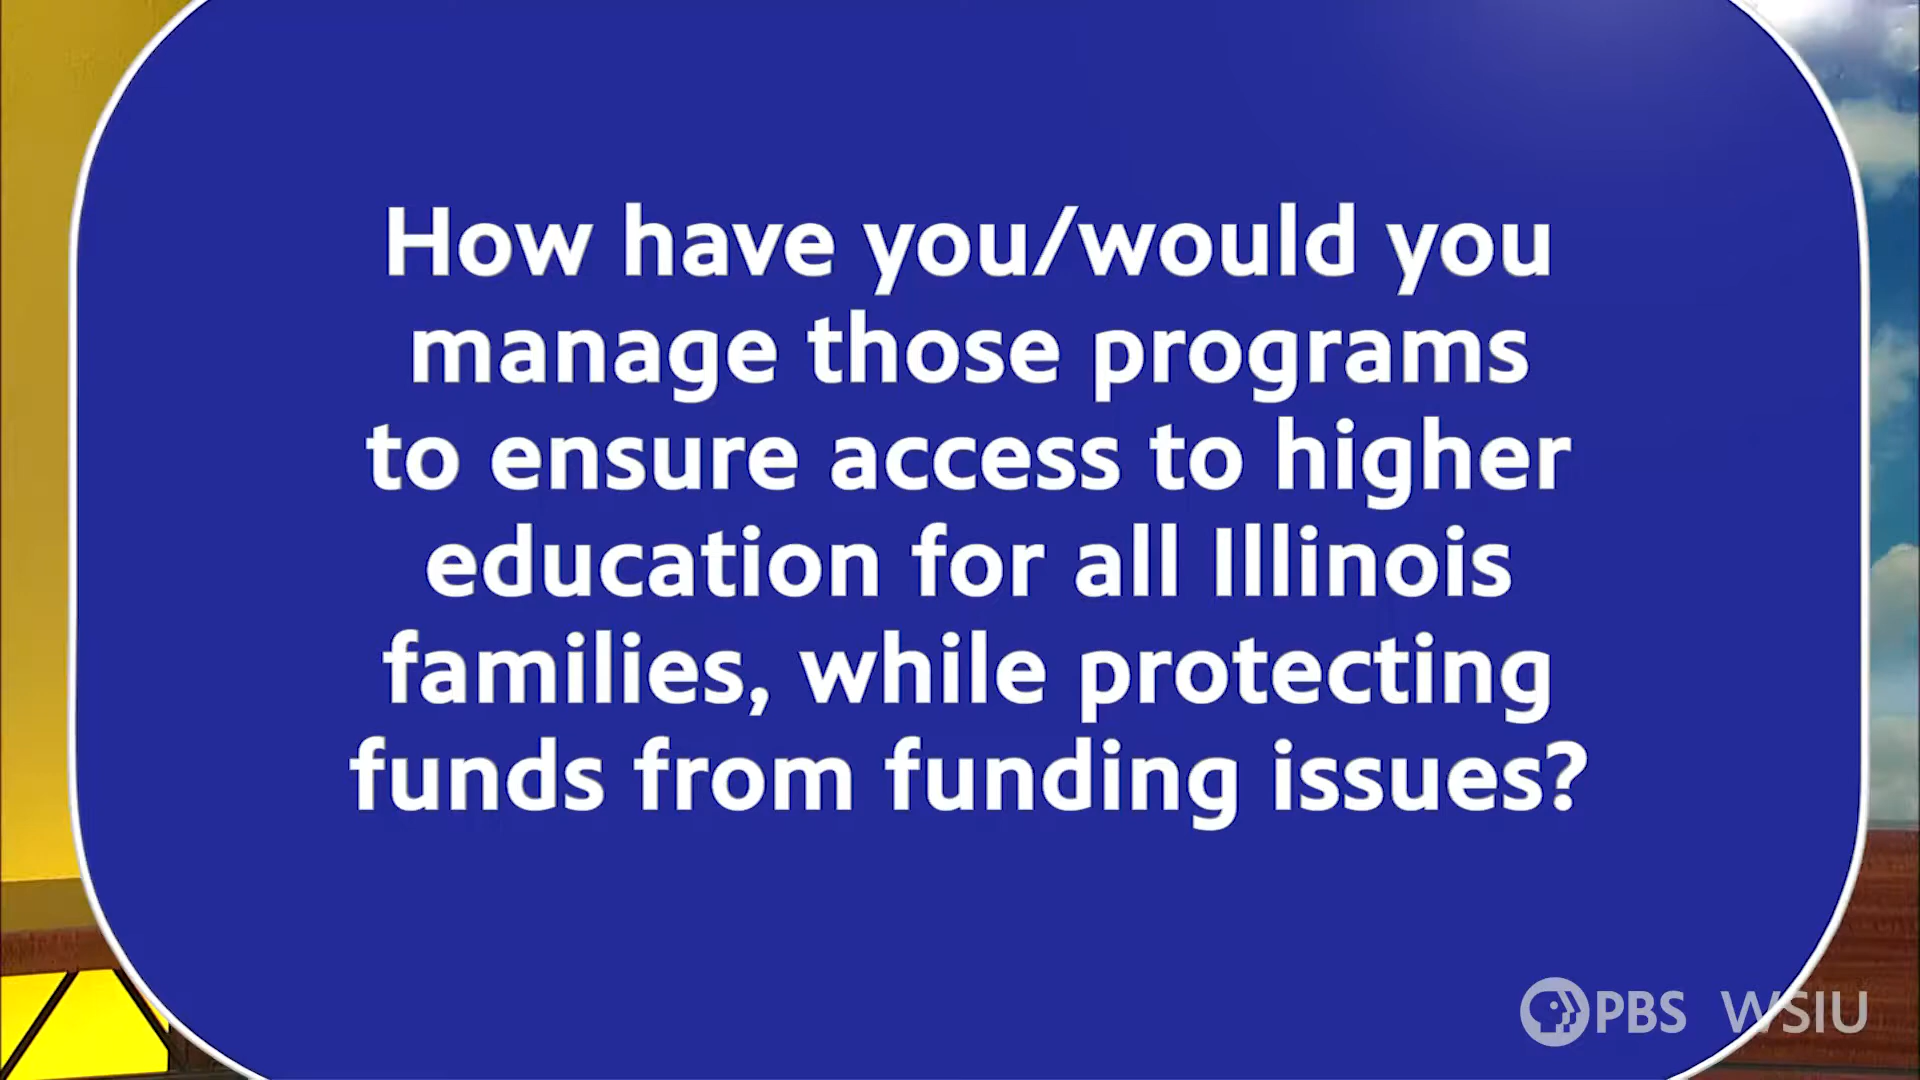 How have you/would you
manage those programs
to ensure access to higher
education for all Illinois
families, while protecting
funds from funding issues?
PBS WSIU